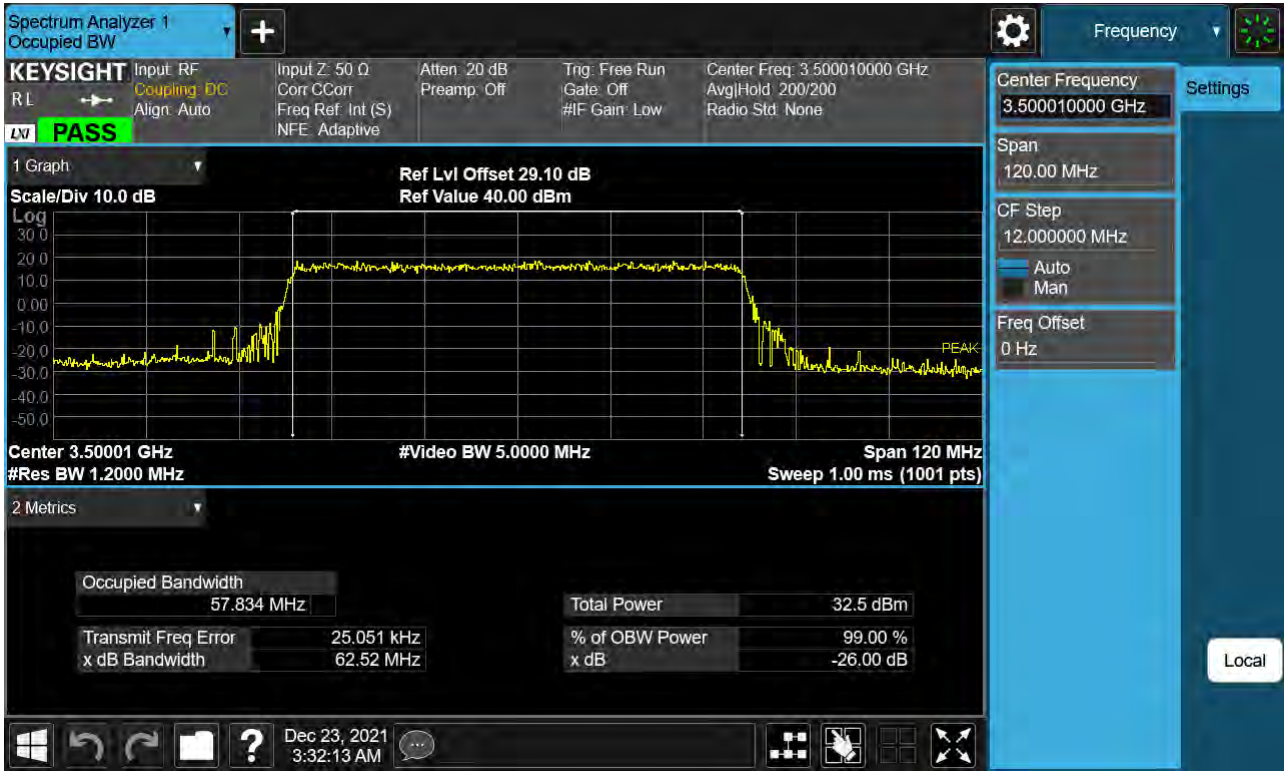 Spectrum Analyzer 1
Occupied BW
+
Frequency
KEYSIGHT
RL
LXI
PASS
Input: RF
Coupling: DC
Align: Auto
Input Z: 50 Ω
Corr CCorr
Freq Ref: Int (S)
NFE: Adaptive
Atten: 20 dB
Preamp: Off
Trig: Free Run
Gate: Off
#IF Gain: Low
Center Freq: 3.500010000 GHz
Avg|Hold: 200/200
Radio Std: None
Center Frequency
3.500010000 GHz
Settings
Span
120.00 MHz
CF Step
12.000000 MHz
Auto
Man
Freq Offset
0 Hz
Local
1 Graph
Scale/Div 10.0 dB
Ref Lvl Offset 29.10 dB
Ref Value 40.00 dBm
Log
30.0
20.0
10.0
0.00
-10.0
-20.0
-30.0
-40.0
-50.0
PEAK
Center 3.50001 GHz
#Video BW 5.0000 MHz
Span 120 MHz
#Res BW 1.2000 MHz
Sweep 1.00 ms (1001 pts)
2 Metrics
Occupied Bandwidth
57.834 MHz
Total Power 32.5 dBm
Transmit Freq Error 25.051 kHz
% of OBW Power 99.00 %
x dB Bandwidth 62.52 MHz
x dB -26.00 dB
?
Dec 23, 2021
3:32:13 AM